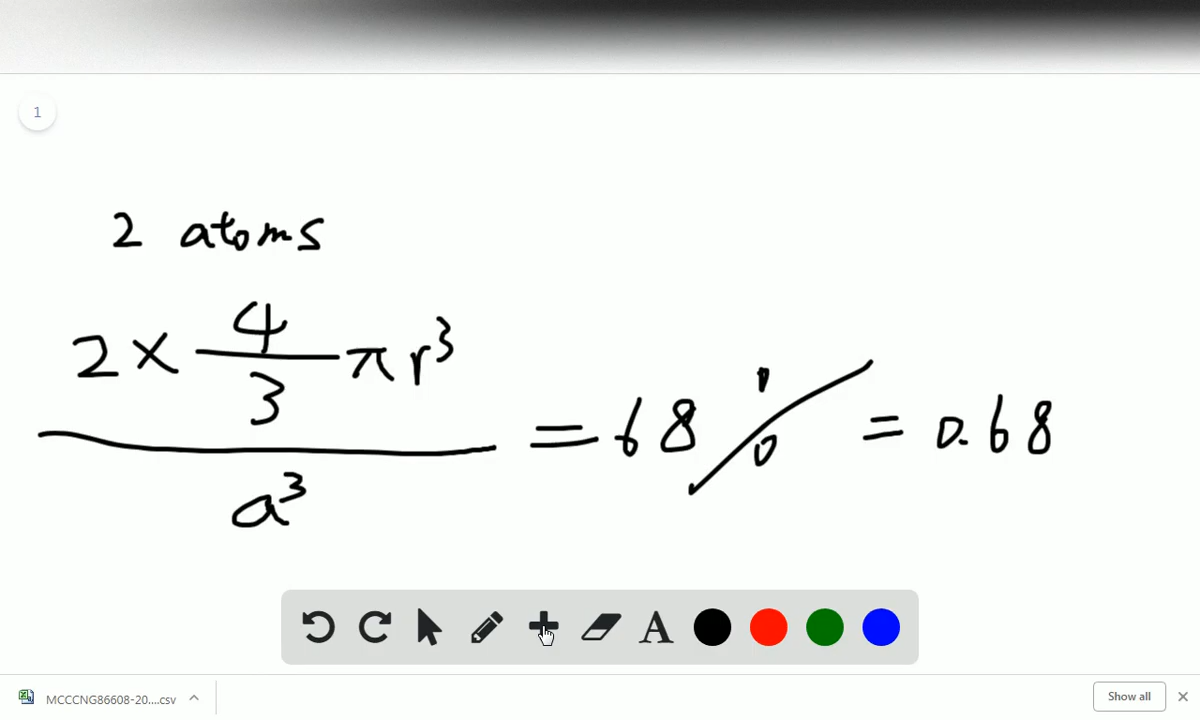 1
2 atoms
2 × 4/3 πr³
a³
= 68 % = 0.68
A
MCCCNG86608-20....csv
Show all